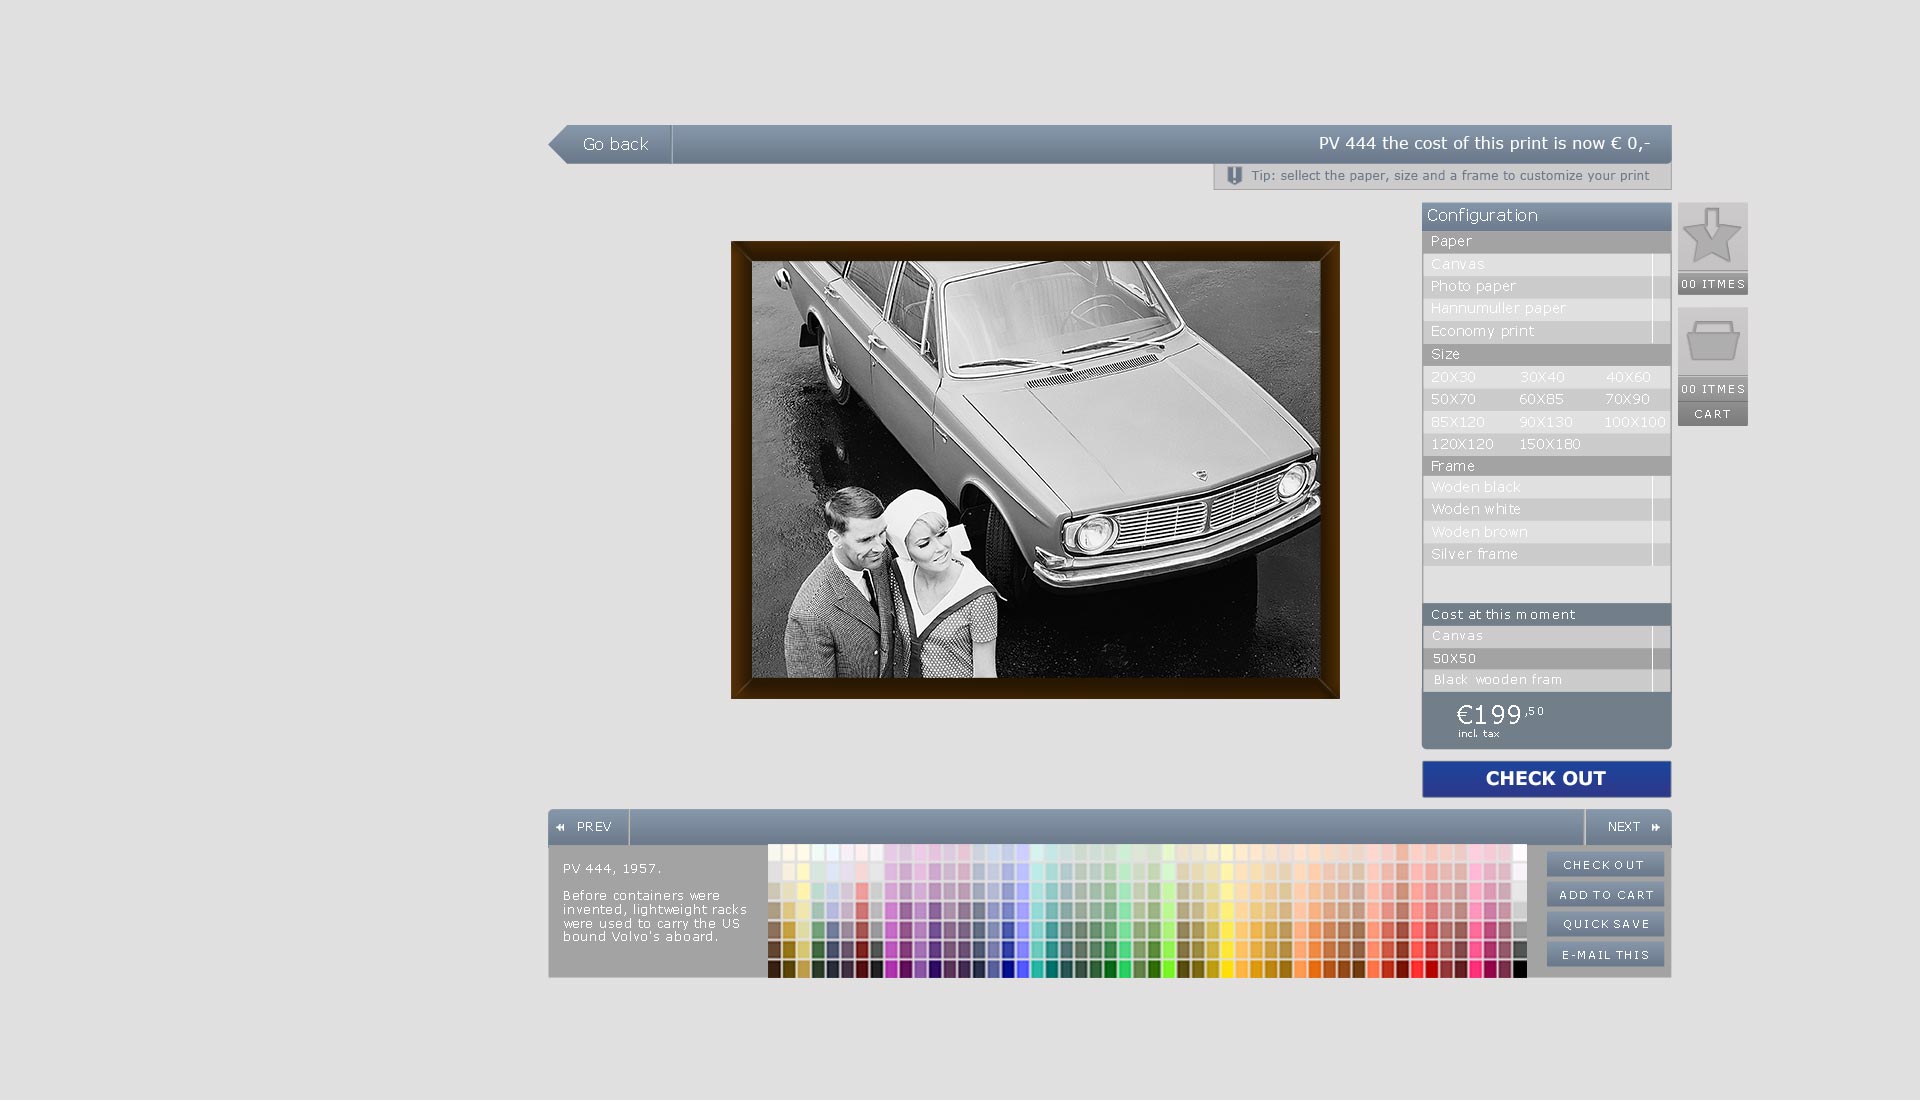 Go back
PV 444 the cost of this print is now € 0,-
Tip: sellect the paper, size and a frame to customize your print
Configuration
Paper
Canvas
Photo paper
Hannumuller paper
Economy print
Size
20X30 30X40 40X60
50X70 60X85 70X90
85X120 90X130 100X100
120X120 150X180
Frame
Woden black
Woden white
Woden brown
Silver frame
Cost at this moment
Canvas
50X50
Black wooden fram
€199,50
incl. tax
CHECK OUT
00 ITMES
00 ITMES
CART
PREV
NEXT
PV 444, 1957.
Before containers were
invented, lightweight racks
were used to carry the US
bound Volvo's aboard.
CHECK OUT
ADD TO CART
QUICK SAVE
E-MAIL THIS